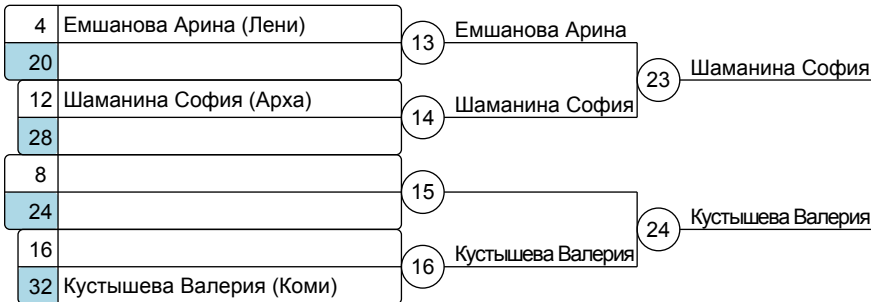 4 Емшанова Арина (Лени)
13 Емшанова Арина
20
23 Шаманина София
12 Шаманина София (Арха)
14 Шаманина София
28
8
15
24
24 Кустышева Валерия
16
16 Кустышева Валерия
32 Кустышева Валерия (Коми)